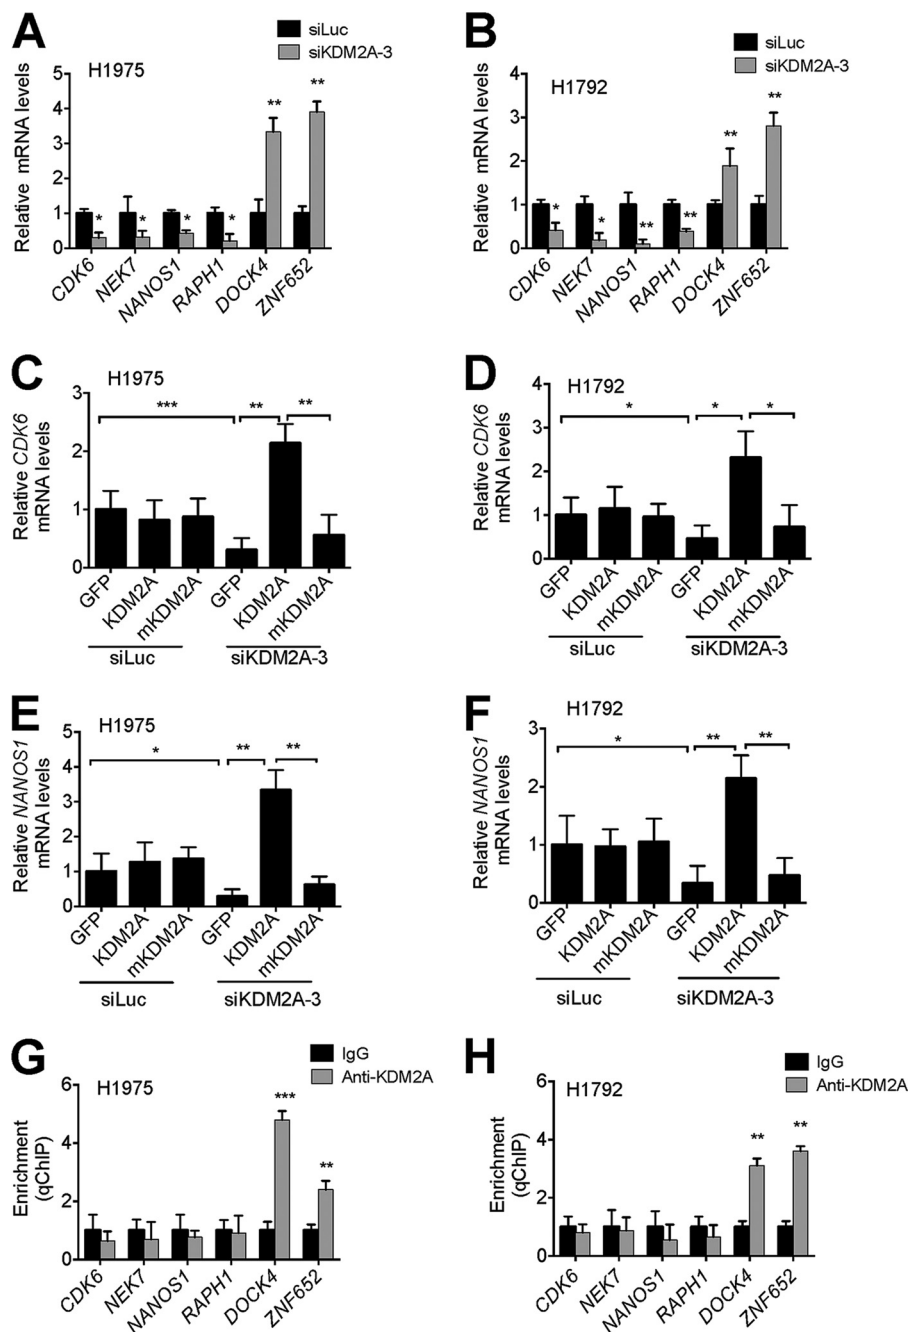 A
H1975
siLuc
siKDM2A-3
Relative mRNA levels
5
4
3
2
1
0
**
**
*
*
*
*
CDK6
NEK7
NANOS1
RAPH1
DOCK4
ZNF652
B
H1792
siLuc
siKDM2A-3
Relative mRNA levels
4
3
2
1
0
**
**
*
*
**
**
CDK6
NEK7
NANOS1
RAPH1
DOCK4
ZNF652
C
H1975
Relative CDK6
mRNA levels
3
2
1
0
***
**
**
GFP
KDM2A
mKDM2A
GFP
KDM2A
mKDM2A
siLuc
siKDM2A-3
D
H1792
Relative CDK6
mRNA levels
4
3
2
1
0
*
*
*
GFP
KDM2A
mKDM2A
GFP
KDM2A
mKDM2A
siLuc
siKDM2A-3
E
H1975
Relative NANOS1
mRNA levels
5
4
3
2
1
0
*
**
**
GFP
KDM2A
mKDM2A
GFP
KDM2A
mKDM2A
siLuc
siKDM2A-3
F
H1792
Relative NANOS1
mRNA levels
3
2
1
0
*
**
**
GFP
KDM2A
mKDM2A
GFP
KDM2A
mKDM2A
siLuc
siKDM2A-3
G
H1975
IgG
Anti-KDM2A
Enrichment
(qChIP)
6
4
2
0
***
**
CDK6
NEK7
NANOS1
RAPH1
DOCK4
ZNF652
H
H1792
IgG
Anti-KDM2A
Enrichment
(qChIP)
6
4
2
0
**
**
CDK6
NEK7
NANOS1
RAPH1
DOCK4
ZNF652